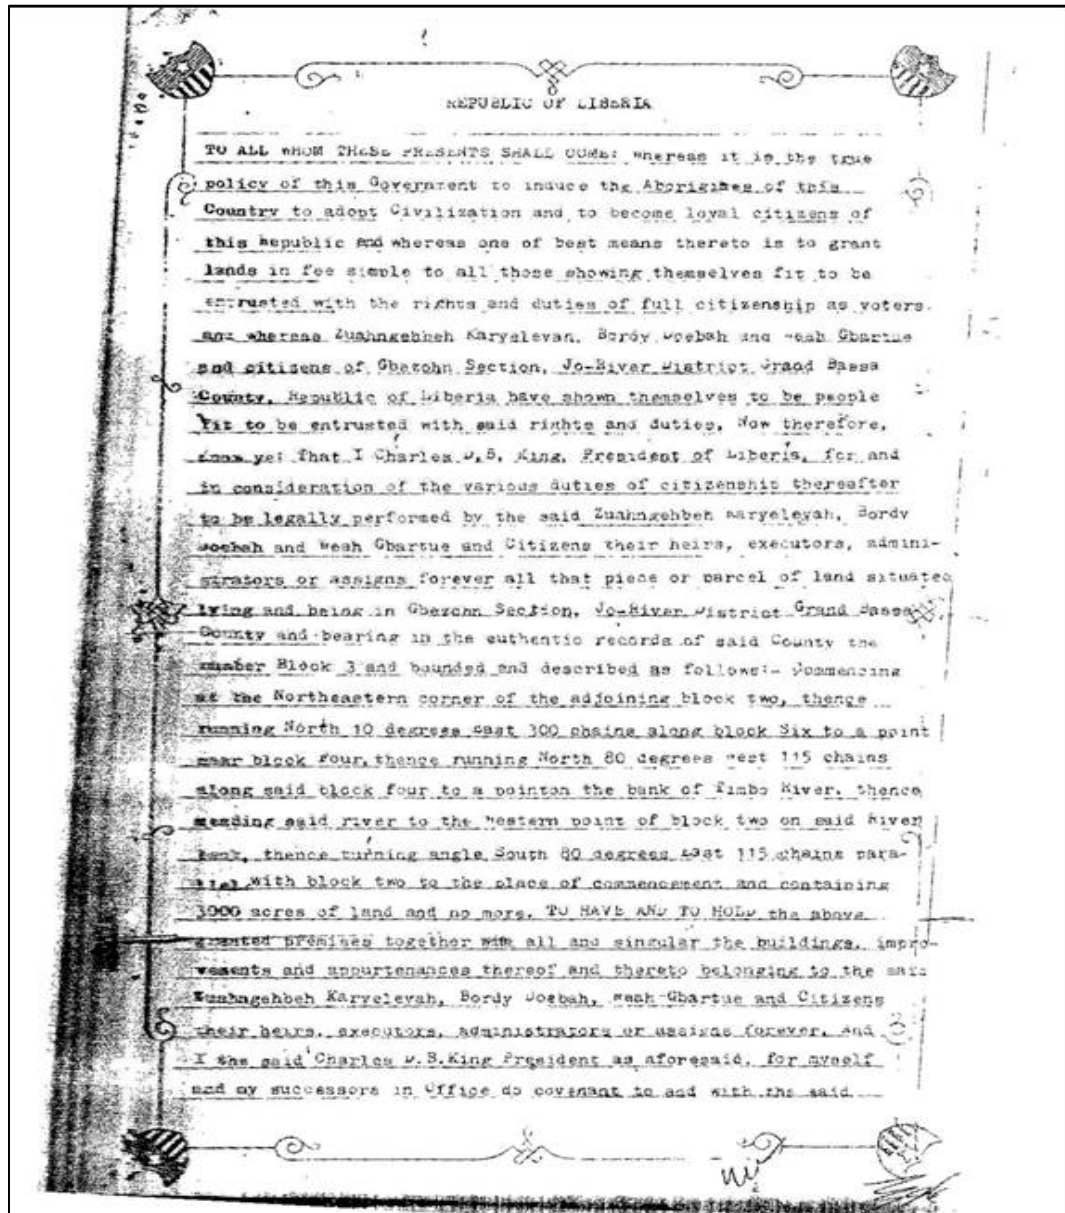 REPUBLIC OF LIBERIA
TO ALL WHOM THESE PRESENTS SHALL COME: whereas it is the true
policy of this Government to induce the Aborigines of this
Country to adopt Civilization and to become loyal citizens of
this Republic and whereas one of best means thereto is to grant
lands in fee simple to all those showing themselves fit to be
entrusted with the rights and duties of full citizenship as voters.
and whereas Zuahngehbeh Karyelevah, Bordy Doebah and Weah Gbartue
and citizens of Gbezohn Section, Jo-River District Grand Bassa
County, Republic of Liberia have shown themselves to be people
fit to be entrusted with said rights and duties, Now therefore,
know ye: That I Charles D.B. King, President of Liberia, for and
in consideration of the various duties of citizenship thereafter
to be legally performed by the said Zuahngehbeh Karyelevah, Bordy
Doebah and Weah Gbartue and Citizens their heirs, executors, admini-
strators or assigns forever all that piece or parcel of land situated
lying and being in Gbezohn Section, Jo-River District Grand Bassa
County and bearing in the authentic records of said County the
number Block 3 and bounded and described as follows:- Commencing
at the Northeastern corner of the adjoining block two, thence
running North 10 degrees East 300 chains along block Six to a point
near block four, thence running North 80 degrees West 115 chains
along said block four to a pointon the bank of Timbo River, thence
said river to the Western point of block two on said River
bank, thence turning angle South 80 degrees East 115 chains para-
llel with block two to the place of commencement and containing
3000 acres of land and no more. TO HAVE AND TO HOLD the above
granted premises together with all and singular the buildings, impro-
vements and appurtenances thereof and thereto belonging to the said
Zuahngehbeh Karyelevah, Bordy Doebah, Weah Gbartue and Citizens
their heirs, executors, administrators or assigns forever, And
I the said Charles D.B.King President as aforesaid, for myself
and my successors in Office do covenant to and with the said